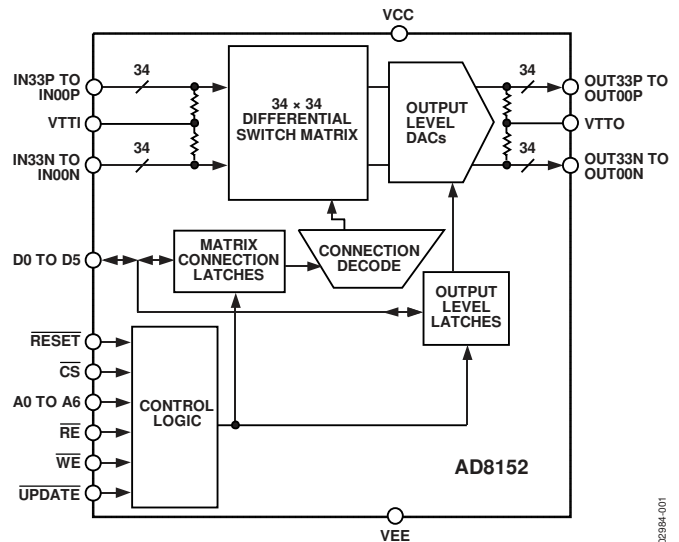 VCC
IN33P TO
IN00P
34
VTTI
IN33N TO
IN00N
34
34 × 34
DIFFERENTIAL
SWITCH MATRIX
OUTPUT
LEVEL
DACs
34
OUT33P TO
OUT00P
VTTO
34
OUT33N TO
OUT00N
D0 TO D5
MATRIX
CONNECTION
LATCHES
CONNECTION
DECODE
OUTPUT
LEVEL
LATCHES
RESET
CS
A0 TO A6
RE
WE
UPDATE
CONTROL
LOGIC
AD8152
VEE
02984-001